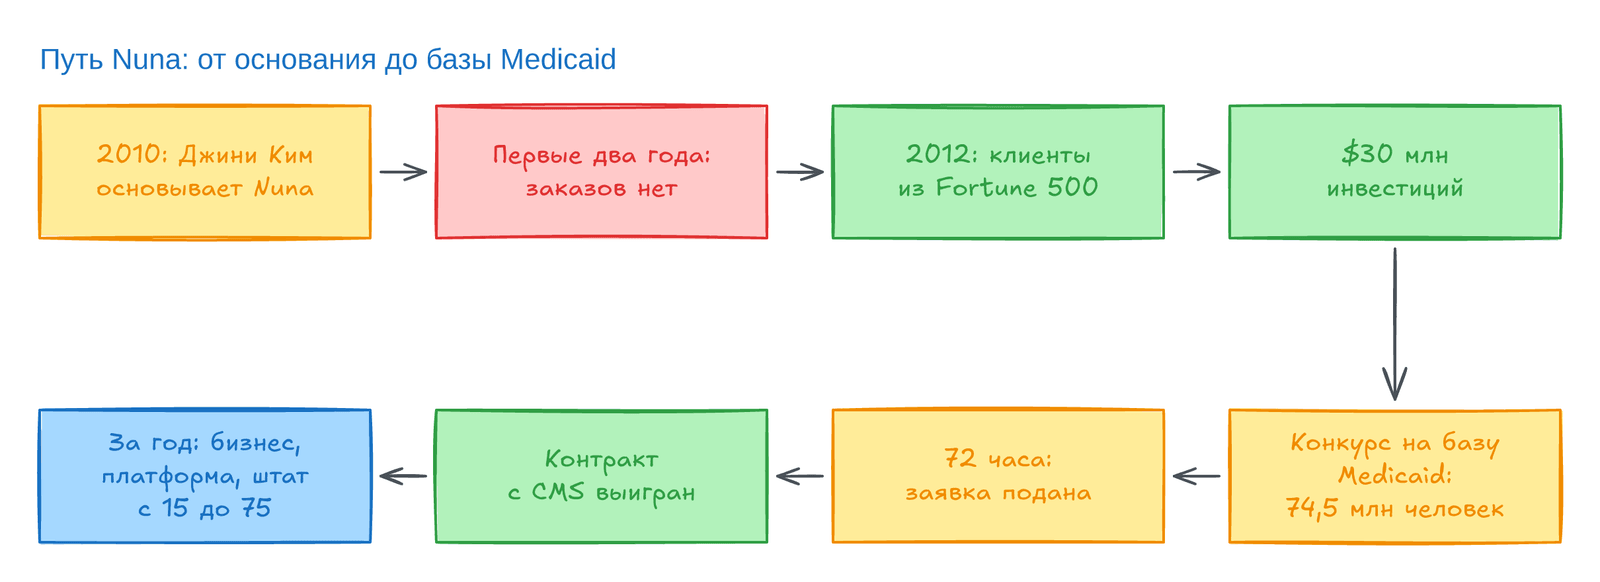 Путь Nuna: от основания до базы Medicaid
2010: Джини Ким
основывает Nuna
Первые два года:
заказов нет
2012: клиенты
из Fortune 500
$30 млн
инвестиций
Конкурс на базу
Medicaid:
74,5 млн человек
72 часа:
заявка подана
Контракт
с CMS выигран
За год: бизнес,
платформа, штат
с 15 до 75